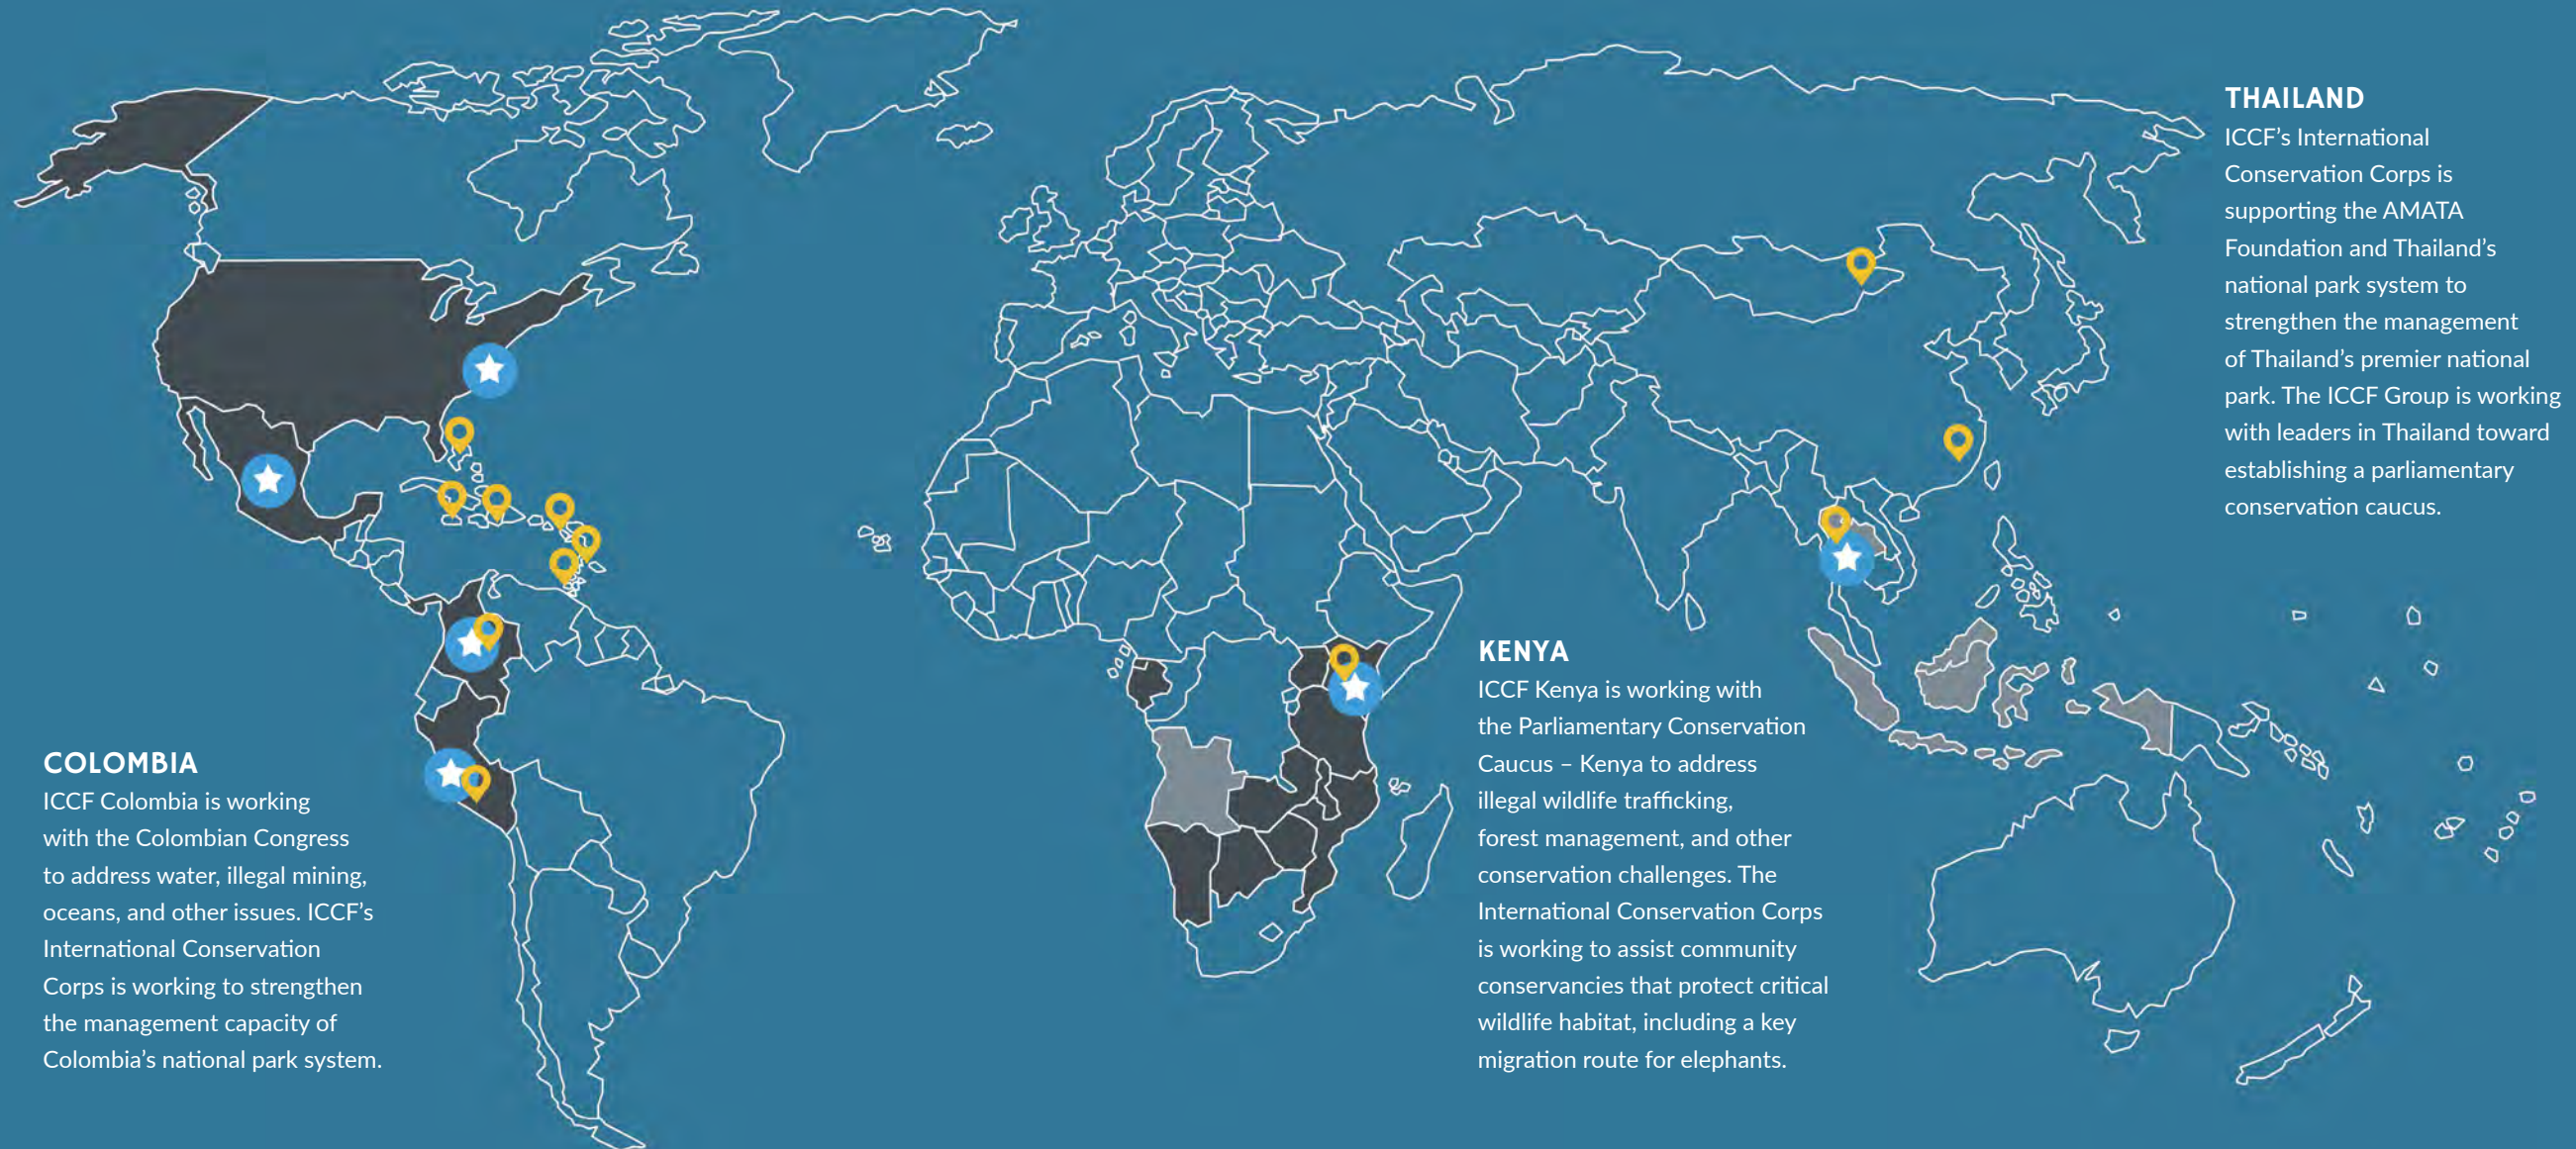 THAILAND
ICCF’s International
Conservation Corps is
supporting the AMATA
Foundation and Thailand’s
national park system to
strengthen the management
of Thailand’s premier national
park. The ICCF Group is working
with leaders in Thailand toward
establishing a parliamentary
conservation caucus.
KENYA
ICCF Kenya is working with
the Parliamentary Conservation
Caucus – Kenya to address
illegal wildlife trafficking,
forest management, and other
conservation challenges. The
International Conservation Corps
is working to assist community
conservancies that protect critical
wildlife habitat, including a key
migration route for elephants.
COLOMBIA
ICCF Colombia is working
with the Colombian Congress
to address water, illegal mining,
oceans, and other issues. ICCF’s
International Conservation
Corps is working to strengthen
the management capacity of
Colombia’s national park system.